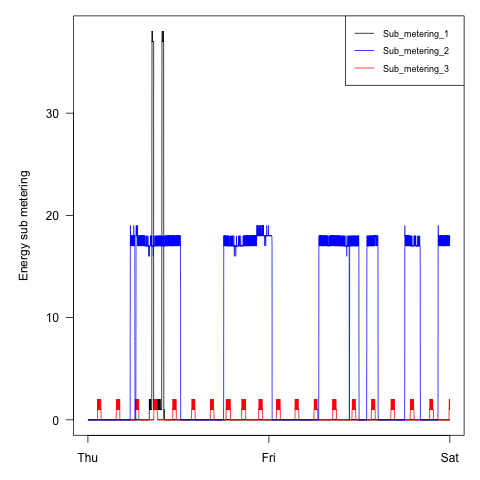 Sub_metering_1
Sub_metering_2
Sub_metering_3
Energy sub metering
30
20
10
0
Thu Fri Sat